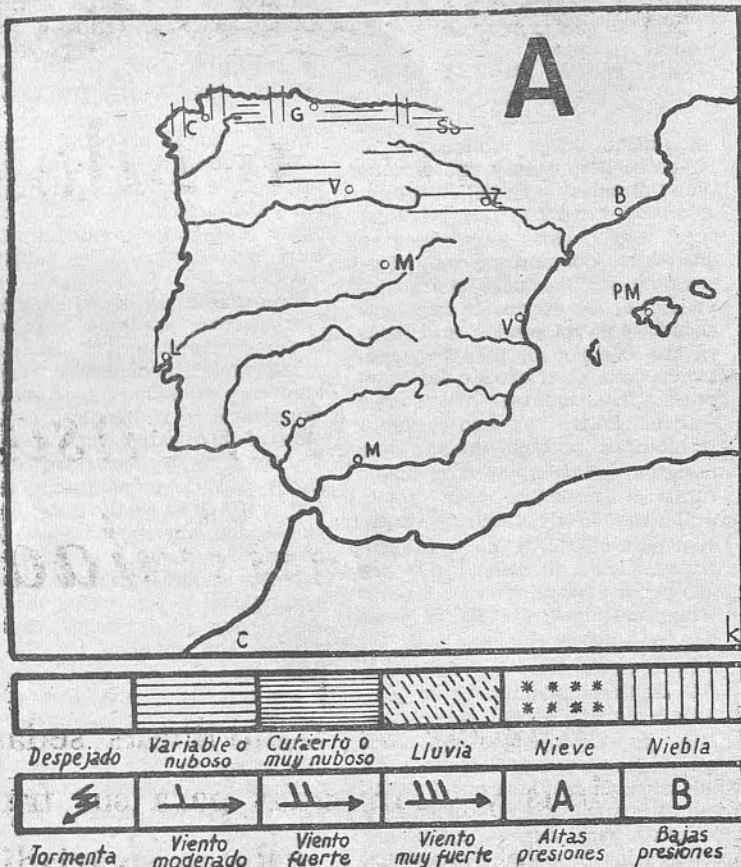 A
C G SS
V Z B
M
PM
L V
S
M
C k
Despejado Variable o nuboso Cubierto o muy nuboso Lluvia Nieve Niebla
A B
Tormenta Viento moderado Viento fuerte Viento muy fuerte Altas presiones Bajas presiones